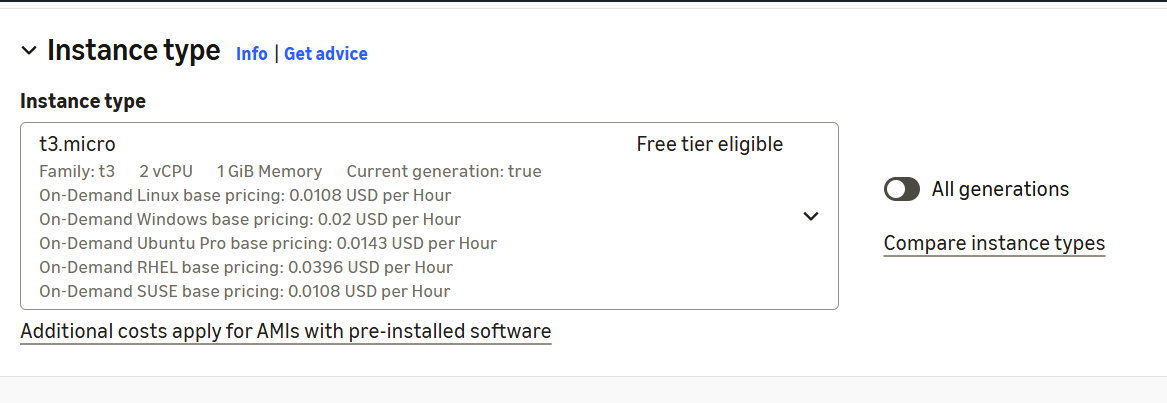 Instance type Info | Get advice
Instance type
t3.micro Free tier eligible
Family: t3 2 vCPU 1 GiB Memory Current generation: true
On-Demand Linux base pricing: 0.0108 USD per Hour
On-Demand Windows base pricing: 0.02 USD per Hour
On-Demand Ubuntu Pro base pricing: 0.0143 USD per Hour
On-Demand RHEL base pricing: 0.0396 USD per Hour
On-Demand SUSE base pricing: 0.0108 USD per Hour
All generations
Compare instance types
Additional costs apply for AMIs with pre-installed software